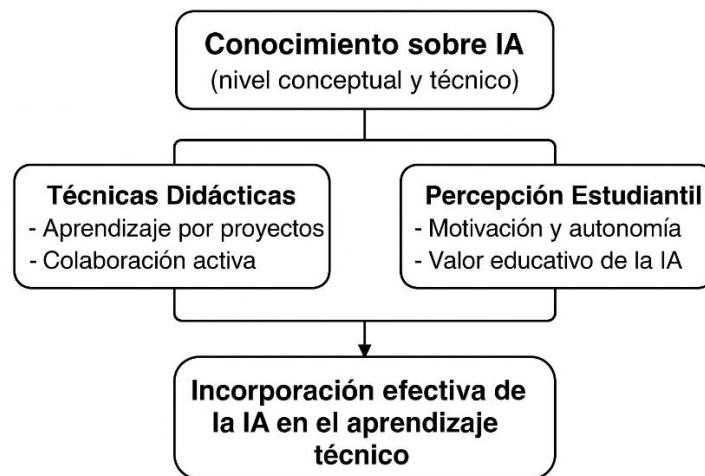 Conocimiento sobre IA
(nivel conceptual y técnico)
Técnicas Didácticas
- Aprendizaje por proyectos
- Colaboración activa
Percepción Estudiantil
- Motivación y autonomía
- Valor educativo de la IA
Incorporación efectiva de
la IA en el aprendizaje
técnico